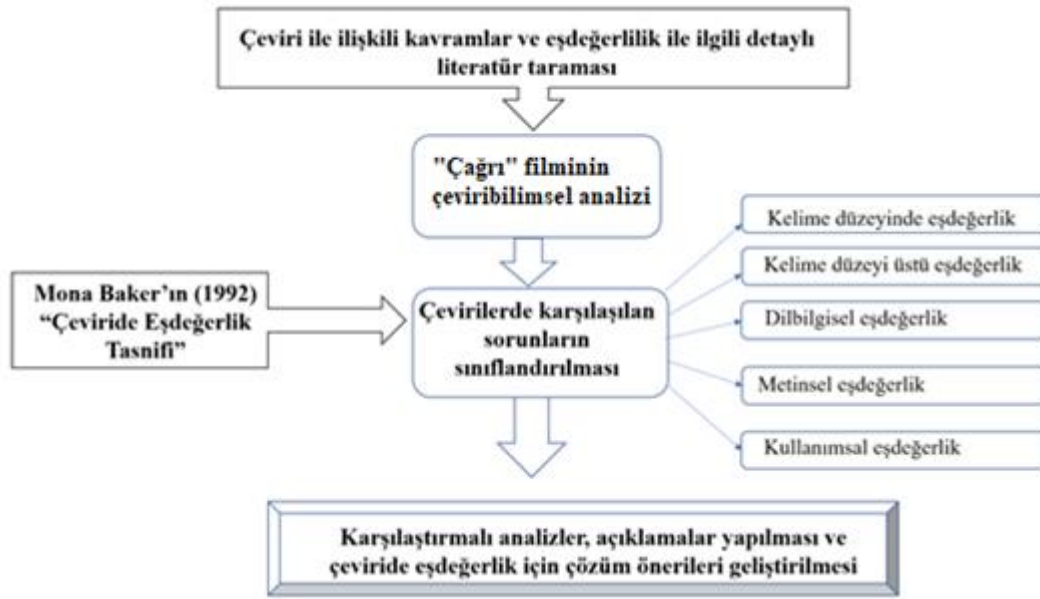 Çeviri ile ilişkili kavramlar ve eşdeğerlilik ile ilgili detaylı
literatür taraması
"Çağrı" filminin
çeviribilimsel analizi
Mona Baker’ın (1992)
“Çeviride Eşdeğerlik
Tasnifi”
Çevirilerde karşılaşılan
sorunların
sınıflandırılması
Kelime düzeyinde eşdeğerlik
Kelime düzeyi üstü eşdeğerlik
Dilbilgisel eşdeğerlik
Metinsel eşdeğerlik
Kullanımsal eşdeğerlik
Karşılaştırmalı analizler, açıklamalar yapılması ve
çeviride eşdeğerlik için çözüm önerileri geliştirilmesi